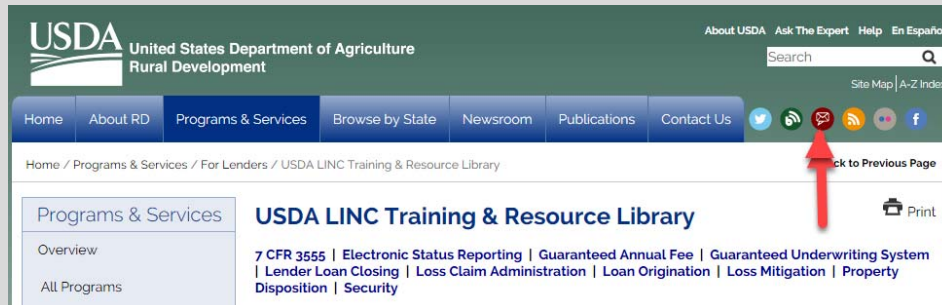 About USDA Ask The Expert Help En Españo
USDA United States Department of Agriculture
Rural Development
Search
Site Map | A-Z Index
Home About RD Programs & Services Browse by State Newsroom Publications Contact Us
Home / Programs & Services / For Lenders / USDA LINC Training & Resource Library
ck to Previous Page
Programs & Services
Overview
All Programs
USDA LINC Training & Resource Library
Print
7 CFR 3555 | Electronic Status Reporting | Guaranteed Annual Fee | Guaranteed Underwriting System
| Lender Loan Closing | Loss Claim Administration | Loan Origination | Loss Mitigation | Property
Disposition | Security